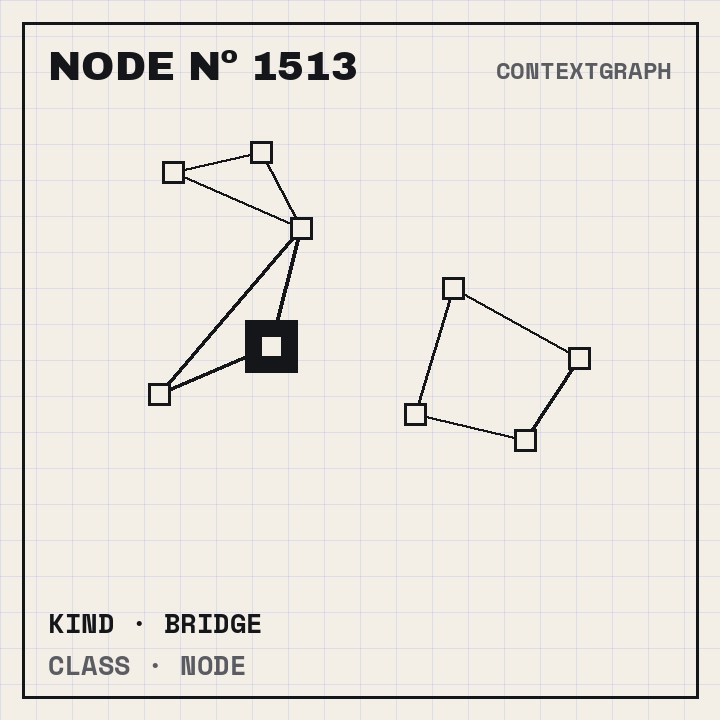 NODE Nº 1513
CONTEXTGRAPH
KIND · BRIDGE
CLASS · NODE